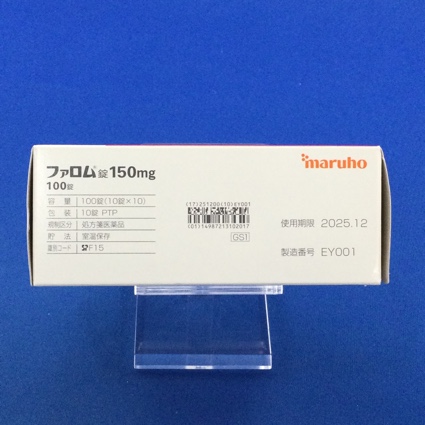 ファロム錠150mg
100錠
容量 100錠(10錠×10)
包装 10錠 PTP
規制区分 処方箋医薬品
貯法 室温保存
識別コード F15
(17)251200(10)EY001
(01)14987213102017
GS1
maruho
使用期限 2025.12
製造番号 EY001